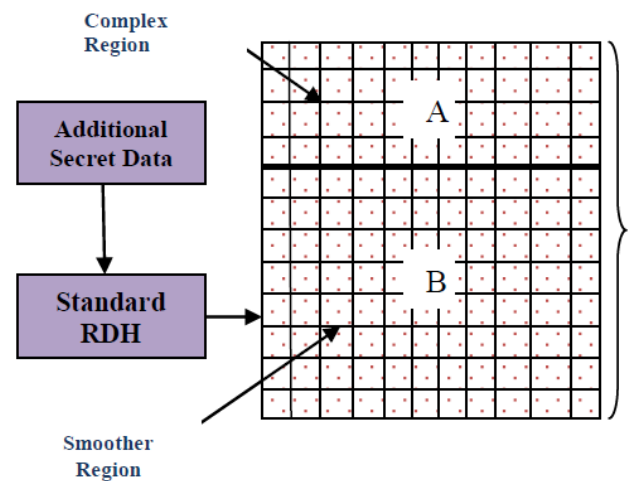 Complex
Region
Additional
Secret Data
A
Standard
RDH
B
Smoother
Region